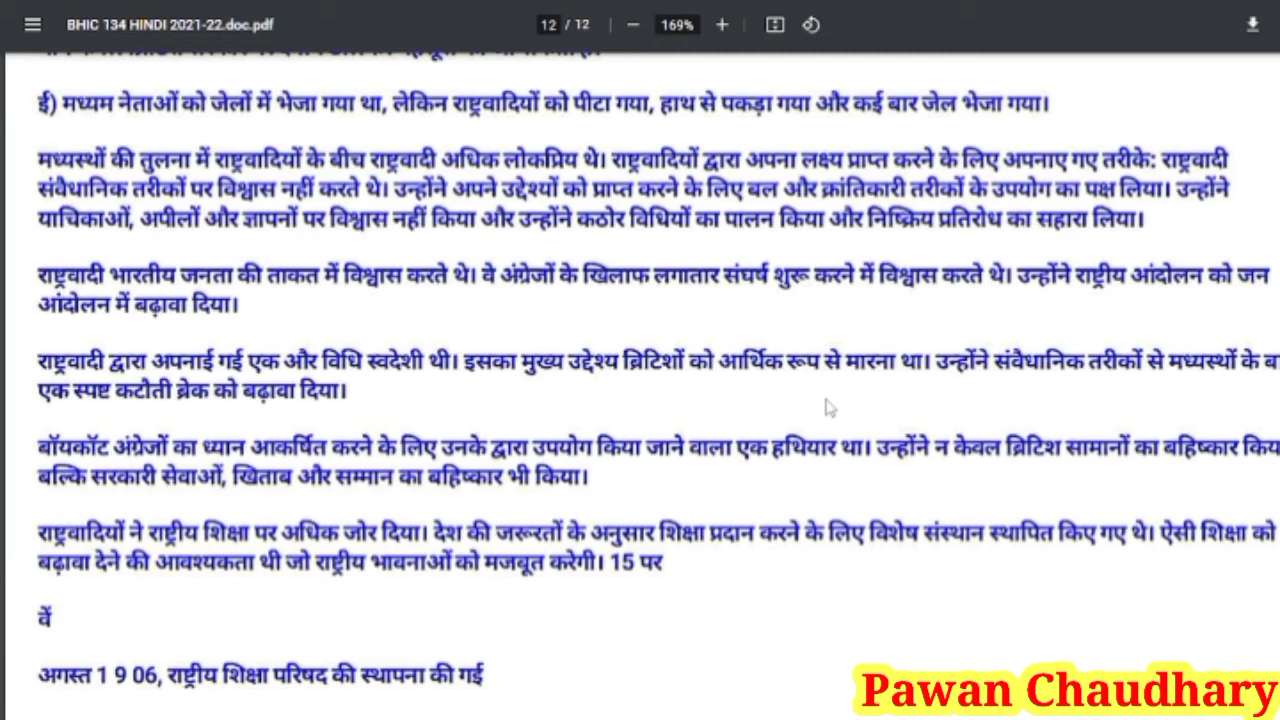 BHIC 134 HINDI 2021-22.doc.pdf 12 / 12 169%
ई) मध्यम नेताओं को जेलों में भेजा गया था, लेकिन राष्ट्रवादियों को पीटा गया, हाथ से पकड़ा गया और कई बार जेल भेजा गया।
मध्यस्थों की तुलना में राष्ट्रवादियों के बीच राष्ट्रवादी अधिक लोकप्रिय थे। राष्ट्रवादियों द्वारा अपना लक्ष्य प्राप्त करने के लिए अपनाए गए तरीके: राष्ट्रवादी
संवैधानिक तरीकों पर विश्वास नहीं करते थे। उन्होंने अपने उद्देश्यों को प्राप्त करने के लिए बल और क्रांतिकारी तरीकों के उपयोग का पक्ष लिया। उन्होंने
याचिकाओं, अपीलों और ज्ञापनों पर विश्वास नहीं किया और उन्होंने कठोर विधियों का पालन किया और निष्क्रिय प्रतिरोध का सहारा लिया।
राष्ट्रवादी भारतीय जनता की ताकत में विश्वास करते थे। वे अंग्रेजों के खिलाफ लगातार संघर्ष शुरू करने में विश्वास करते थे। उन्होंने राष्ट्रीय आंदोलन को जन
आंदोलन में बढ़ावा दिया।
राष्ट्रवादी द्वारा अपनाई गई एक और विधि स्वदेशी थी। इसका मुख्य उद्देश्य ब्रिटिशों को आर्थिक रूप से मारना था। उन्होंने संवैधानिक तरीकों से मध्यस्थों के
एक स्पष्ट कटौती ब्रेक को बढ़ावा दिया।
बॉयकॉट अंग्रेजों का ध्यान आकर्षित करने के लिए उनके द्वारा उपयोग किया जाने वाला एक हथियार था। उन्होंने न केवल ब्रिटिश सामानों का बहिष्कार
बल्कि सरकारी सेवाओं, खिताब और सम्मान का बहिष्कार भी किया।
राष्ट्रवादियों ने राष्ट्रीय शिक्षा पर अधिक जोर दिया। देश की जरूरतों के अनुसार शिक्षा प्रदान करने के लिए विशेष संस्थान स्थापित किए गए थे। ऐसी शिक्षा को
बढ़ावा देने की आवश्यकता थी जो राष्ट्रीय भावनाओं को मजबूत करेगी। 15 पर
वें
अगस्त 1 9 06, राष्ट्रीय शिक्षा परिषद की स्थापना की गई
Pawan Chaudhary